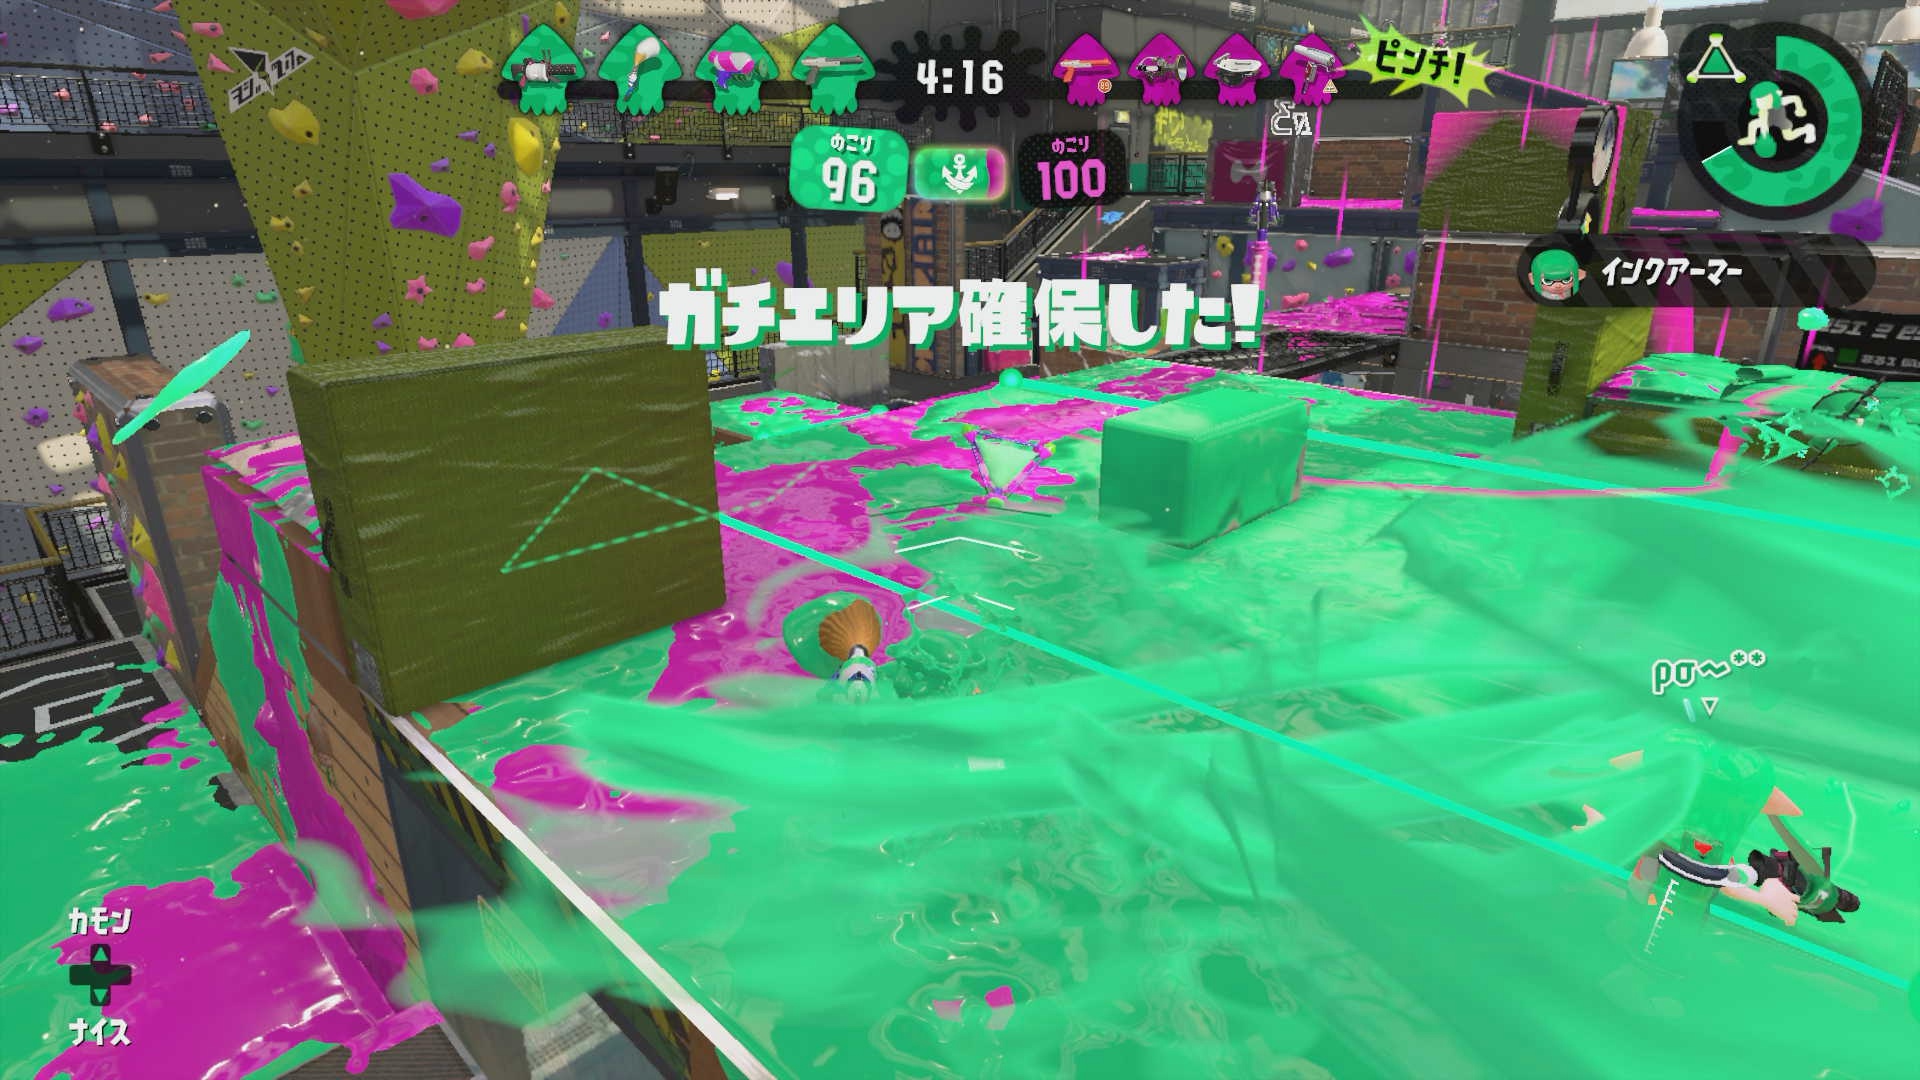 4:16
ピンチ!
のこり
96
のこり
100
ガチエリア確保した!
インクアーマー
ρσ～**
カモン
ナイス